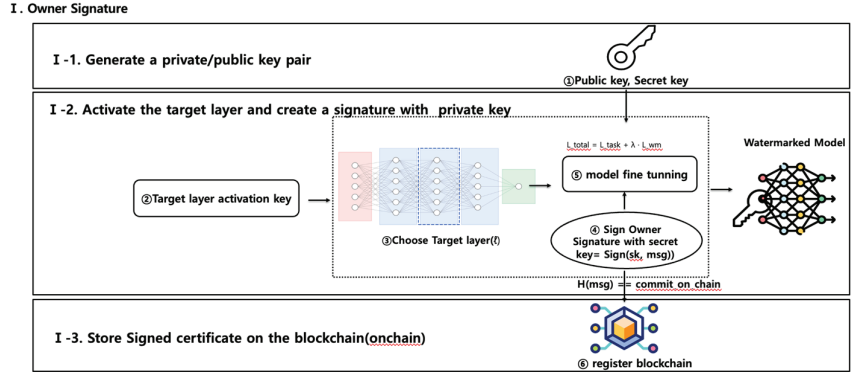 Ⅰ. Owner Signature
Ⅰ-1. Generate a private/public key pair
①Public key, Secret key
Ⅰ-2. Activate the target layer and create a signature with private key
L_total = L_task + λ · L_wm
Watermarked Model
②Target layer activation key
⑤ model fine tunning
③Choose Target layer(ℓ)
④ Sign Owner
Signature with secret
key= Sign(sk, msg))
H(msg) == commit_on_chain
Ⅰ-3. Store Signed certificate on the blockchain(onchain)
⑥ register blockchain